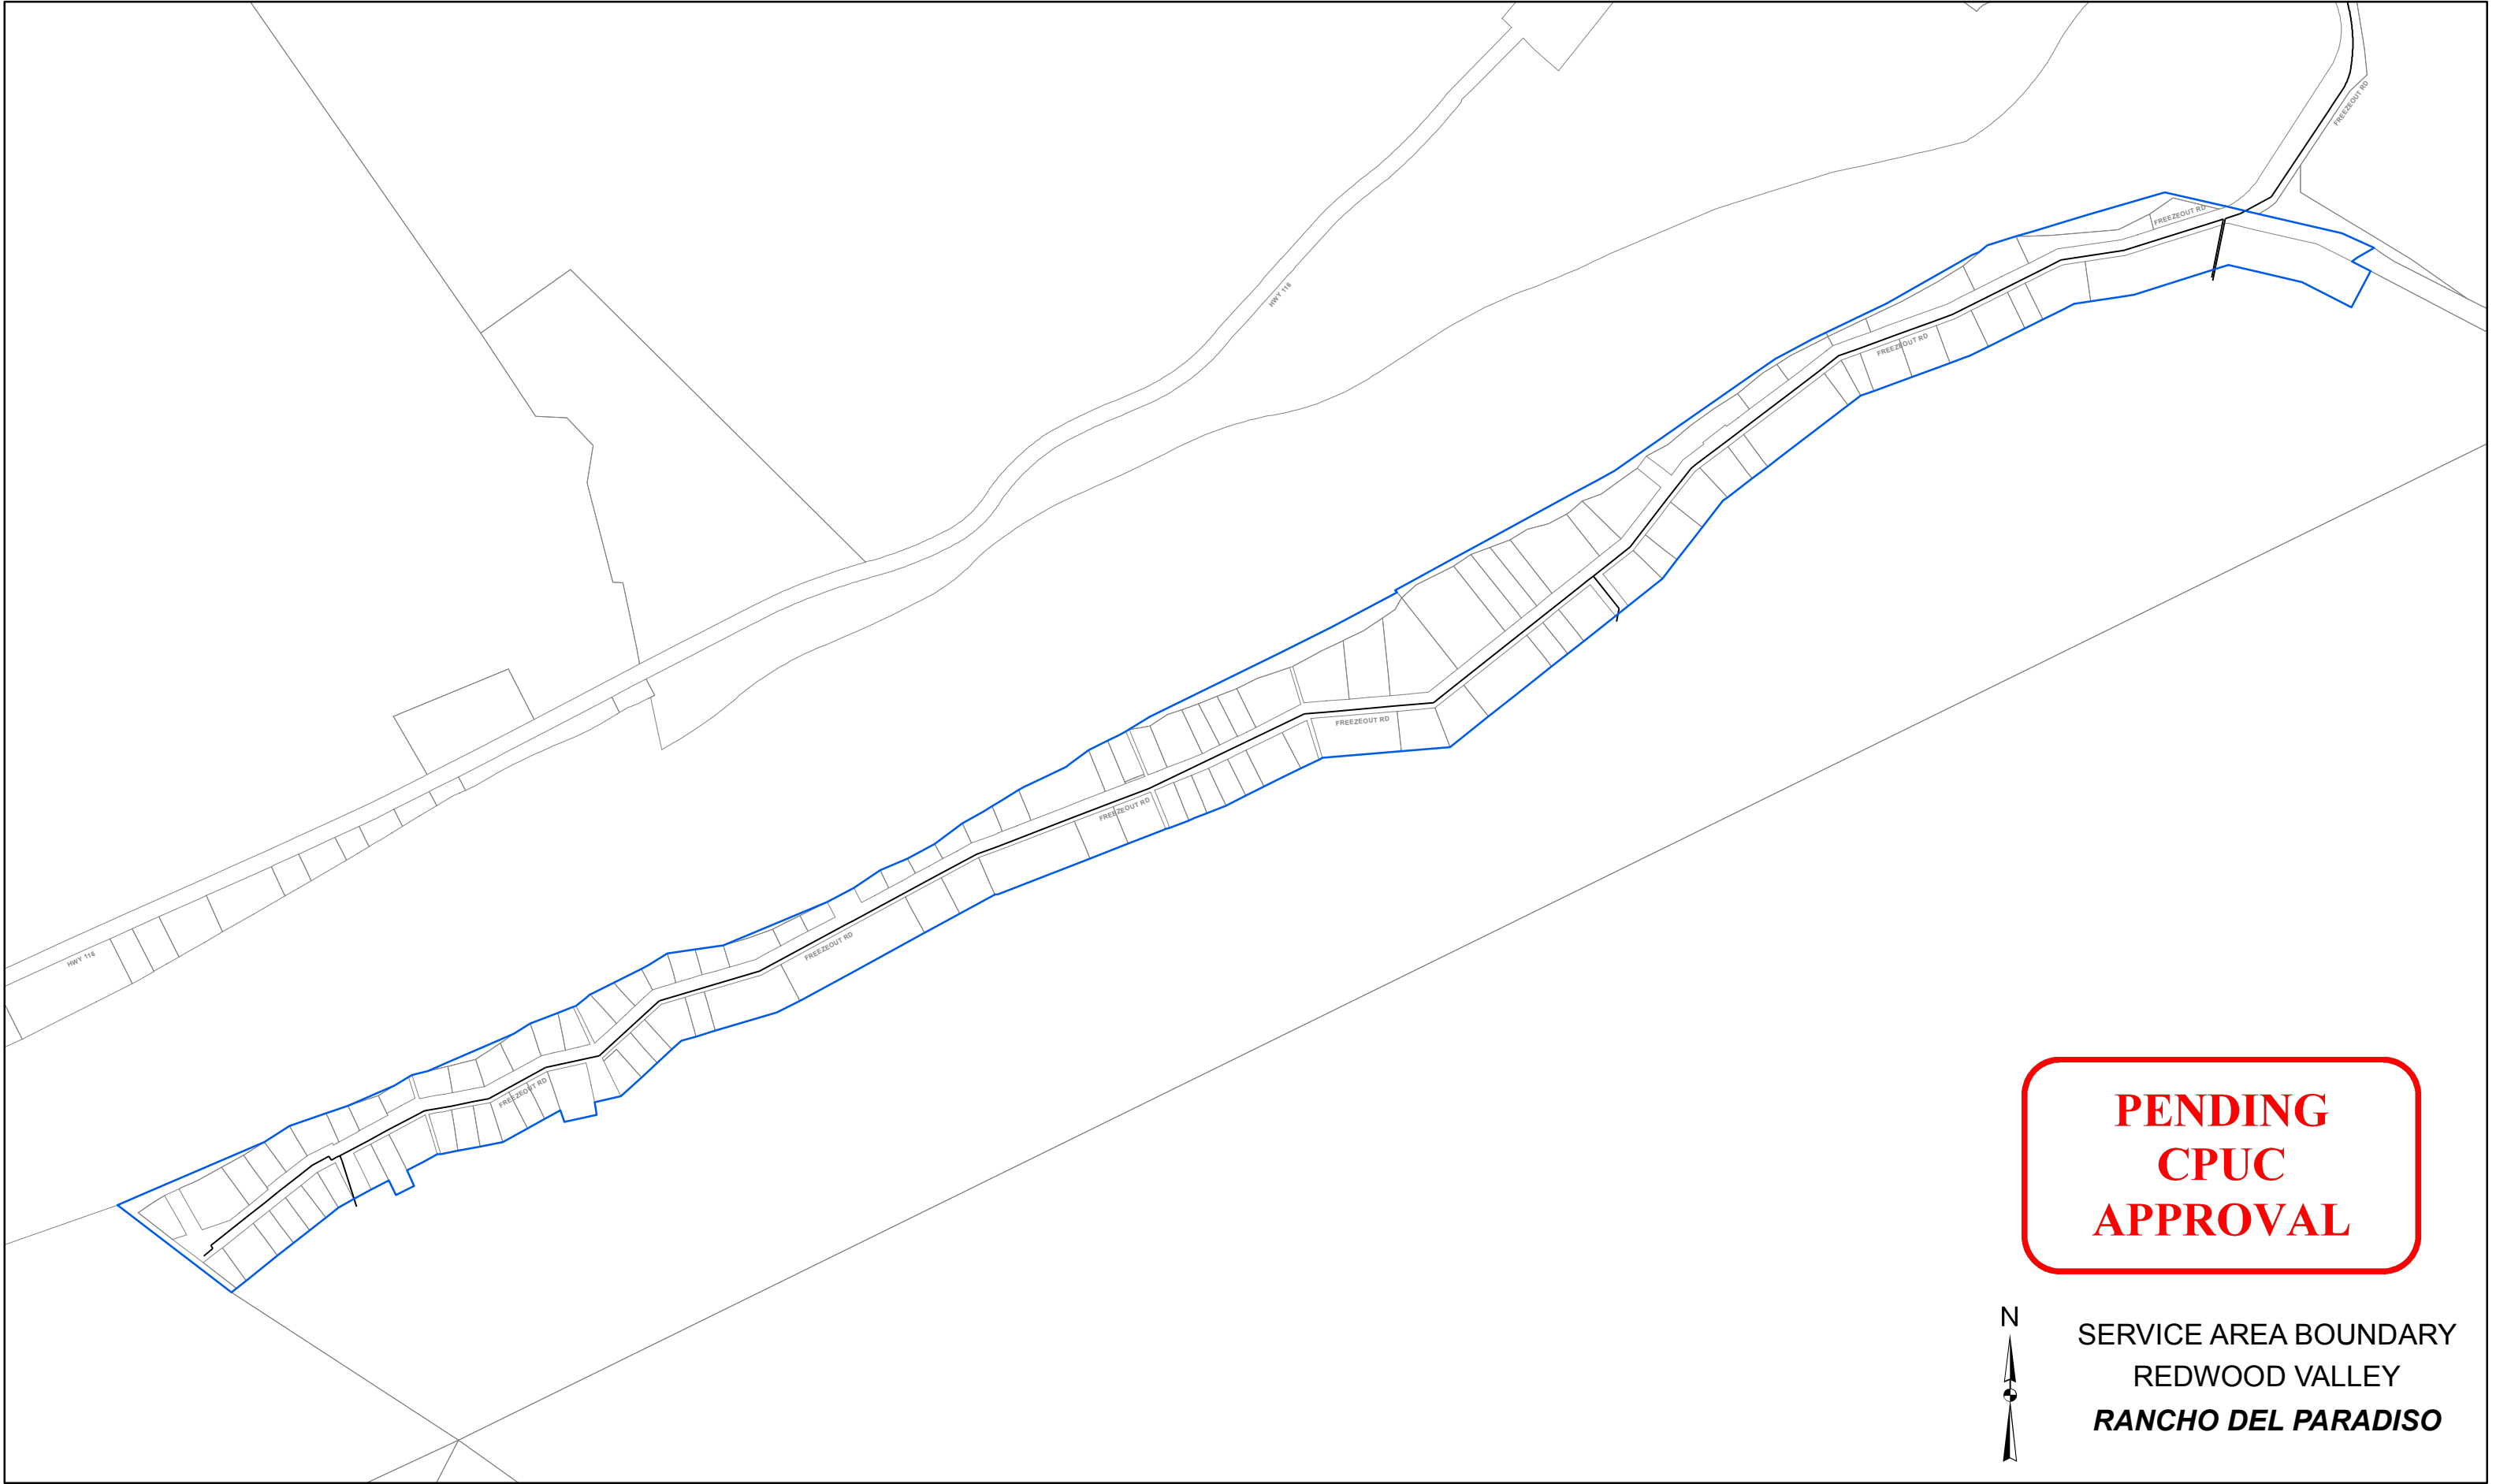 FREEZEOUT RD
FREEZEOUT RD
HWY 116
FREEZEOUT RD
FREEZEOUT RD
FREEZEOUT RD
FREEZEOUT RD
HWY 116
FREEZEOUT RD
PENDING
CPUC
APPROVAL
N
SERVICE AREA BOUNDARY
REDWOOD VALLEY
RANCHO DEL PARADISO